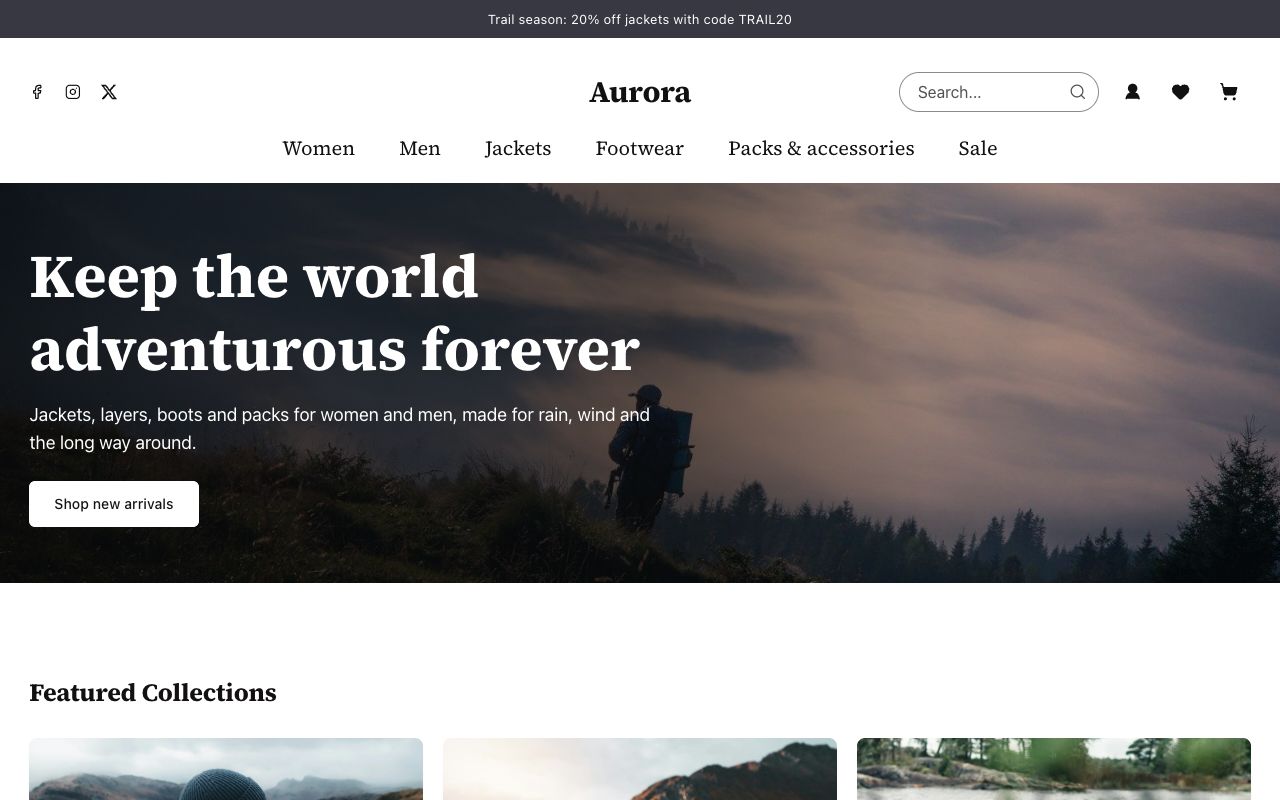 Trail season: 20% off jackets with code TRAIL20
Aurora
Search...
Women Men Jackets Footwear Packs & accessories Sale
Keep the world
adventurous forever
Jackets, layers, boots and packs for women and men, made for rain, wind and
the long way around.
Shop new arrivals
Featured Collections